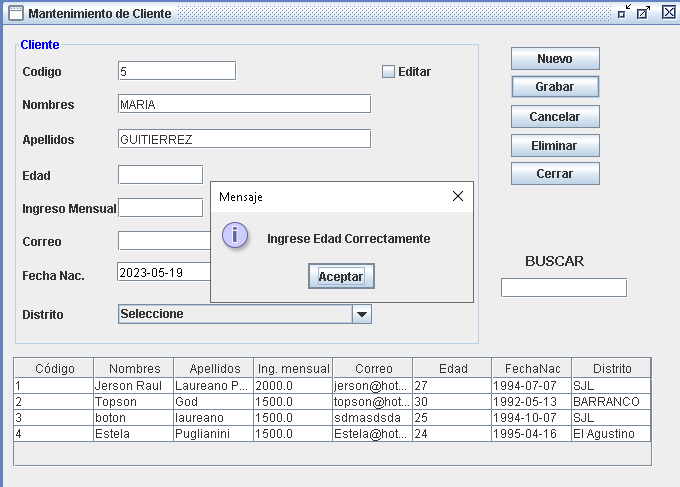 Mantenimiento de Cliente
Cliente
Codigo 5 Editar
Nombres MARIA
Apellidos GUITIERREZ
Edad
Ingreso Mensual
Correo
Fecha Nac. 2023-05-19
Distrito Seleccione
Nuevo
Grabar
Cancelar
Eliminar
Cerrar
BUSCAR
Mensaje
Ingrese Edad Correctamente
Aceptar
Código Nombres Apellidos Ing. mensual Correo Edad FechaNac Distrito
1 Jerson Raul Laureano P... 2000.0 jerson@hot... 27 1994-07-07 SJL
2 Topson God 1500.0 topson@hot... 30 1992-05-13 BARRANCO
3 boton laureano 1500.0 sdmasdsda 25 1994-10-07 SJL
4 Estela Puglianini 1500.0 Estela@hot... 24 1995-04-16 El Agustino